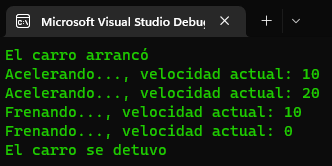 Microsoft Visual Studio Debug
El carro arrancó
Acelerando..., velocidad actual: 10
Acelerando..., velocidad actual: 20
Frenando..., velocidad actual: 10
Frenando..., velocidad actual: 0
El carro se detuvo